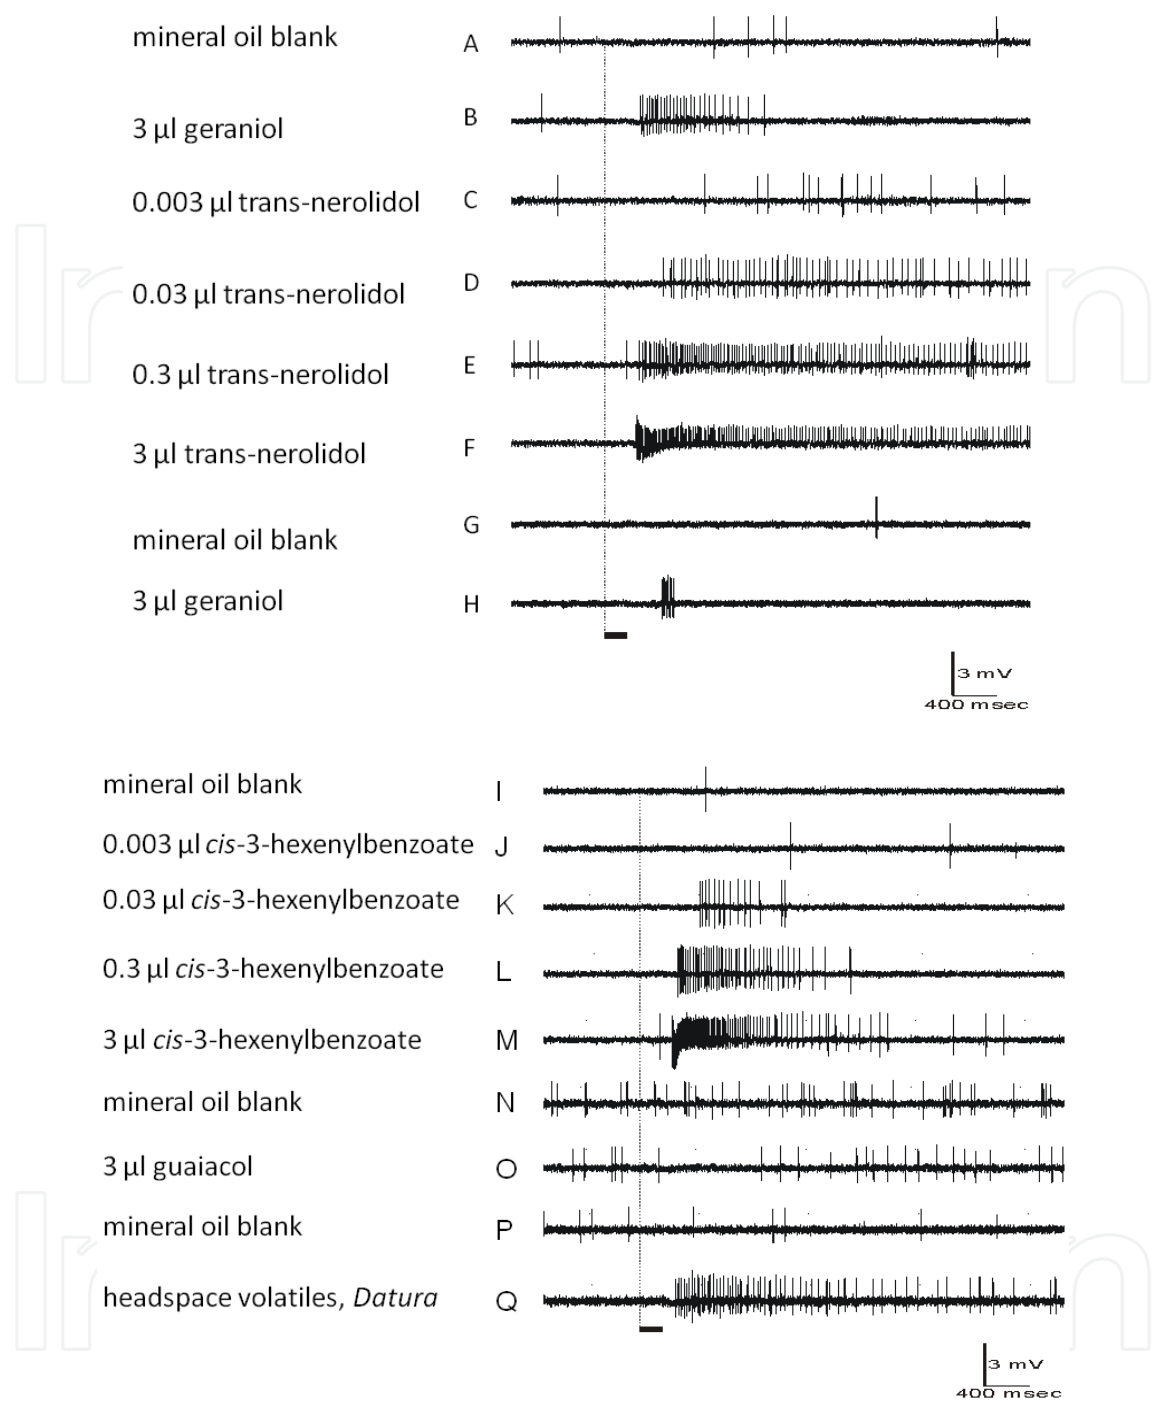 mineral oil blank A
3 µl geraniol B
0.003 µl trans-nerolidol C
0.03 µl trans-nerolidol D
0.3 µl trans-nerolidol E
3 µl trans-nerolidol F
mineral oil blank G
3 µl geraniol H
3 mV
400 msec
mineral oil blank I
0.003 µl cis-3-hexenylbenzoate J
0.03 µl cis-3-hexenylbenzoate K
0.3 µl cis-3-hexenylbenzoate L
3 µl cis-3-hexenylbenzoate M
mineral oil blank N
3 µl guaiacol O
mineral oil blank P
headspace volatiles, Datura Q
3 mV
400 msec